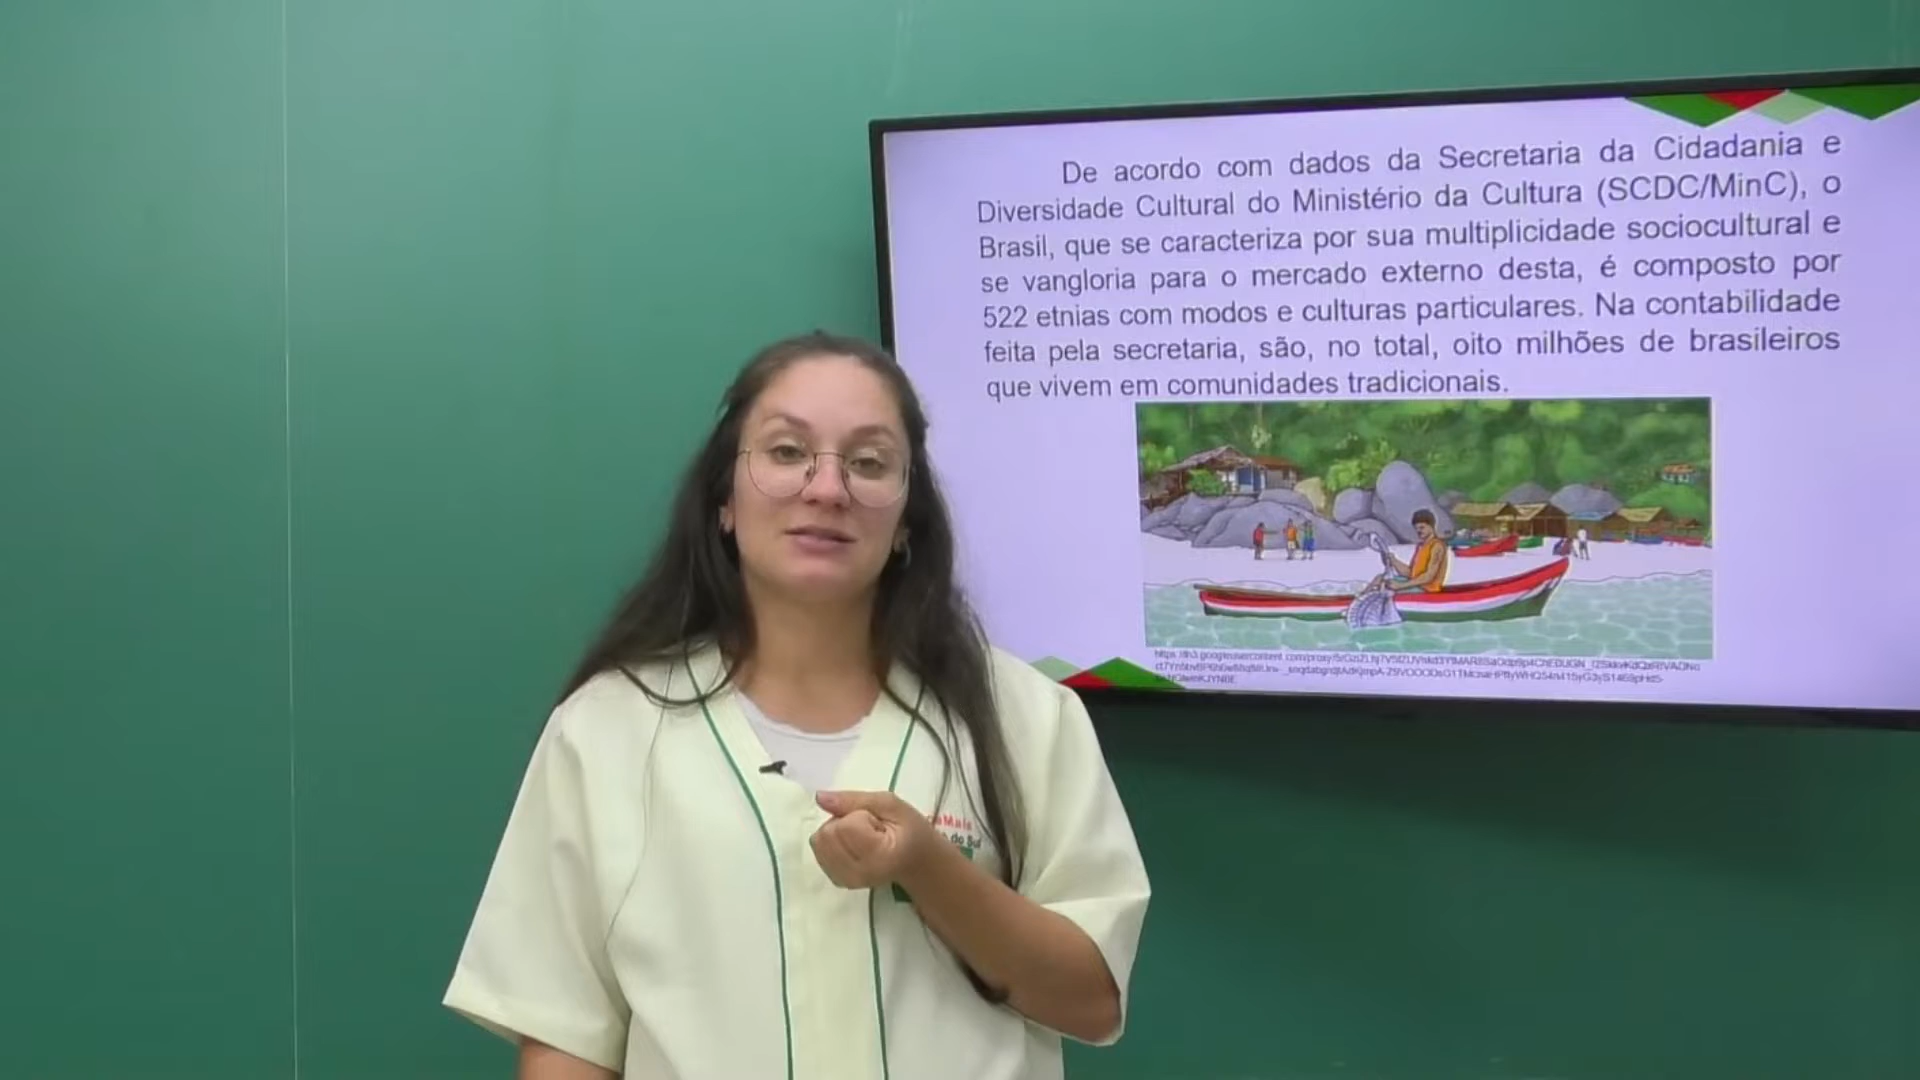 De acordo com dados da Secretaria da Cidadania e
Diversidade Cultural do Ministério da Cultura (SCDC/MinC), o
Brasil, que se caracteriza por sua multiplicidade sociocultural e
se vangloria para o mercado externo desta, é composto por
522 etnias com modos e culturas particulares. Na contabilidade
feita pela secretaria, são, no total, oito milhões de brasileiros
que vivem em comunidades tradicionais.
do Sul